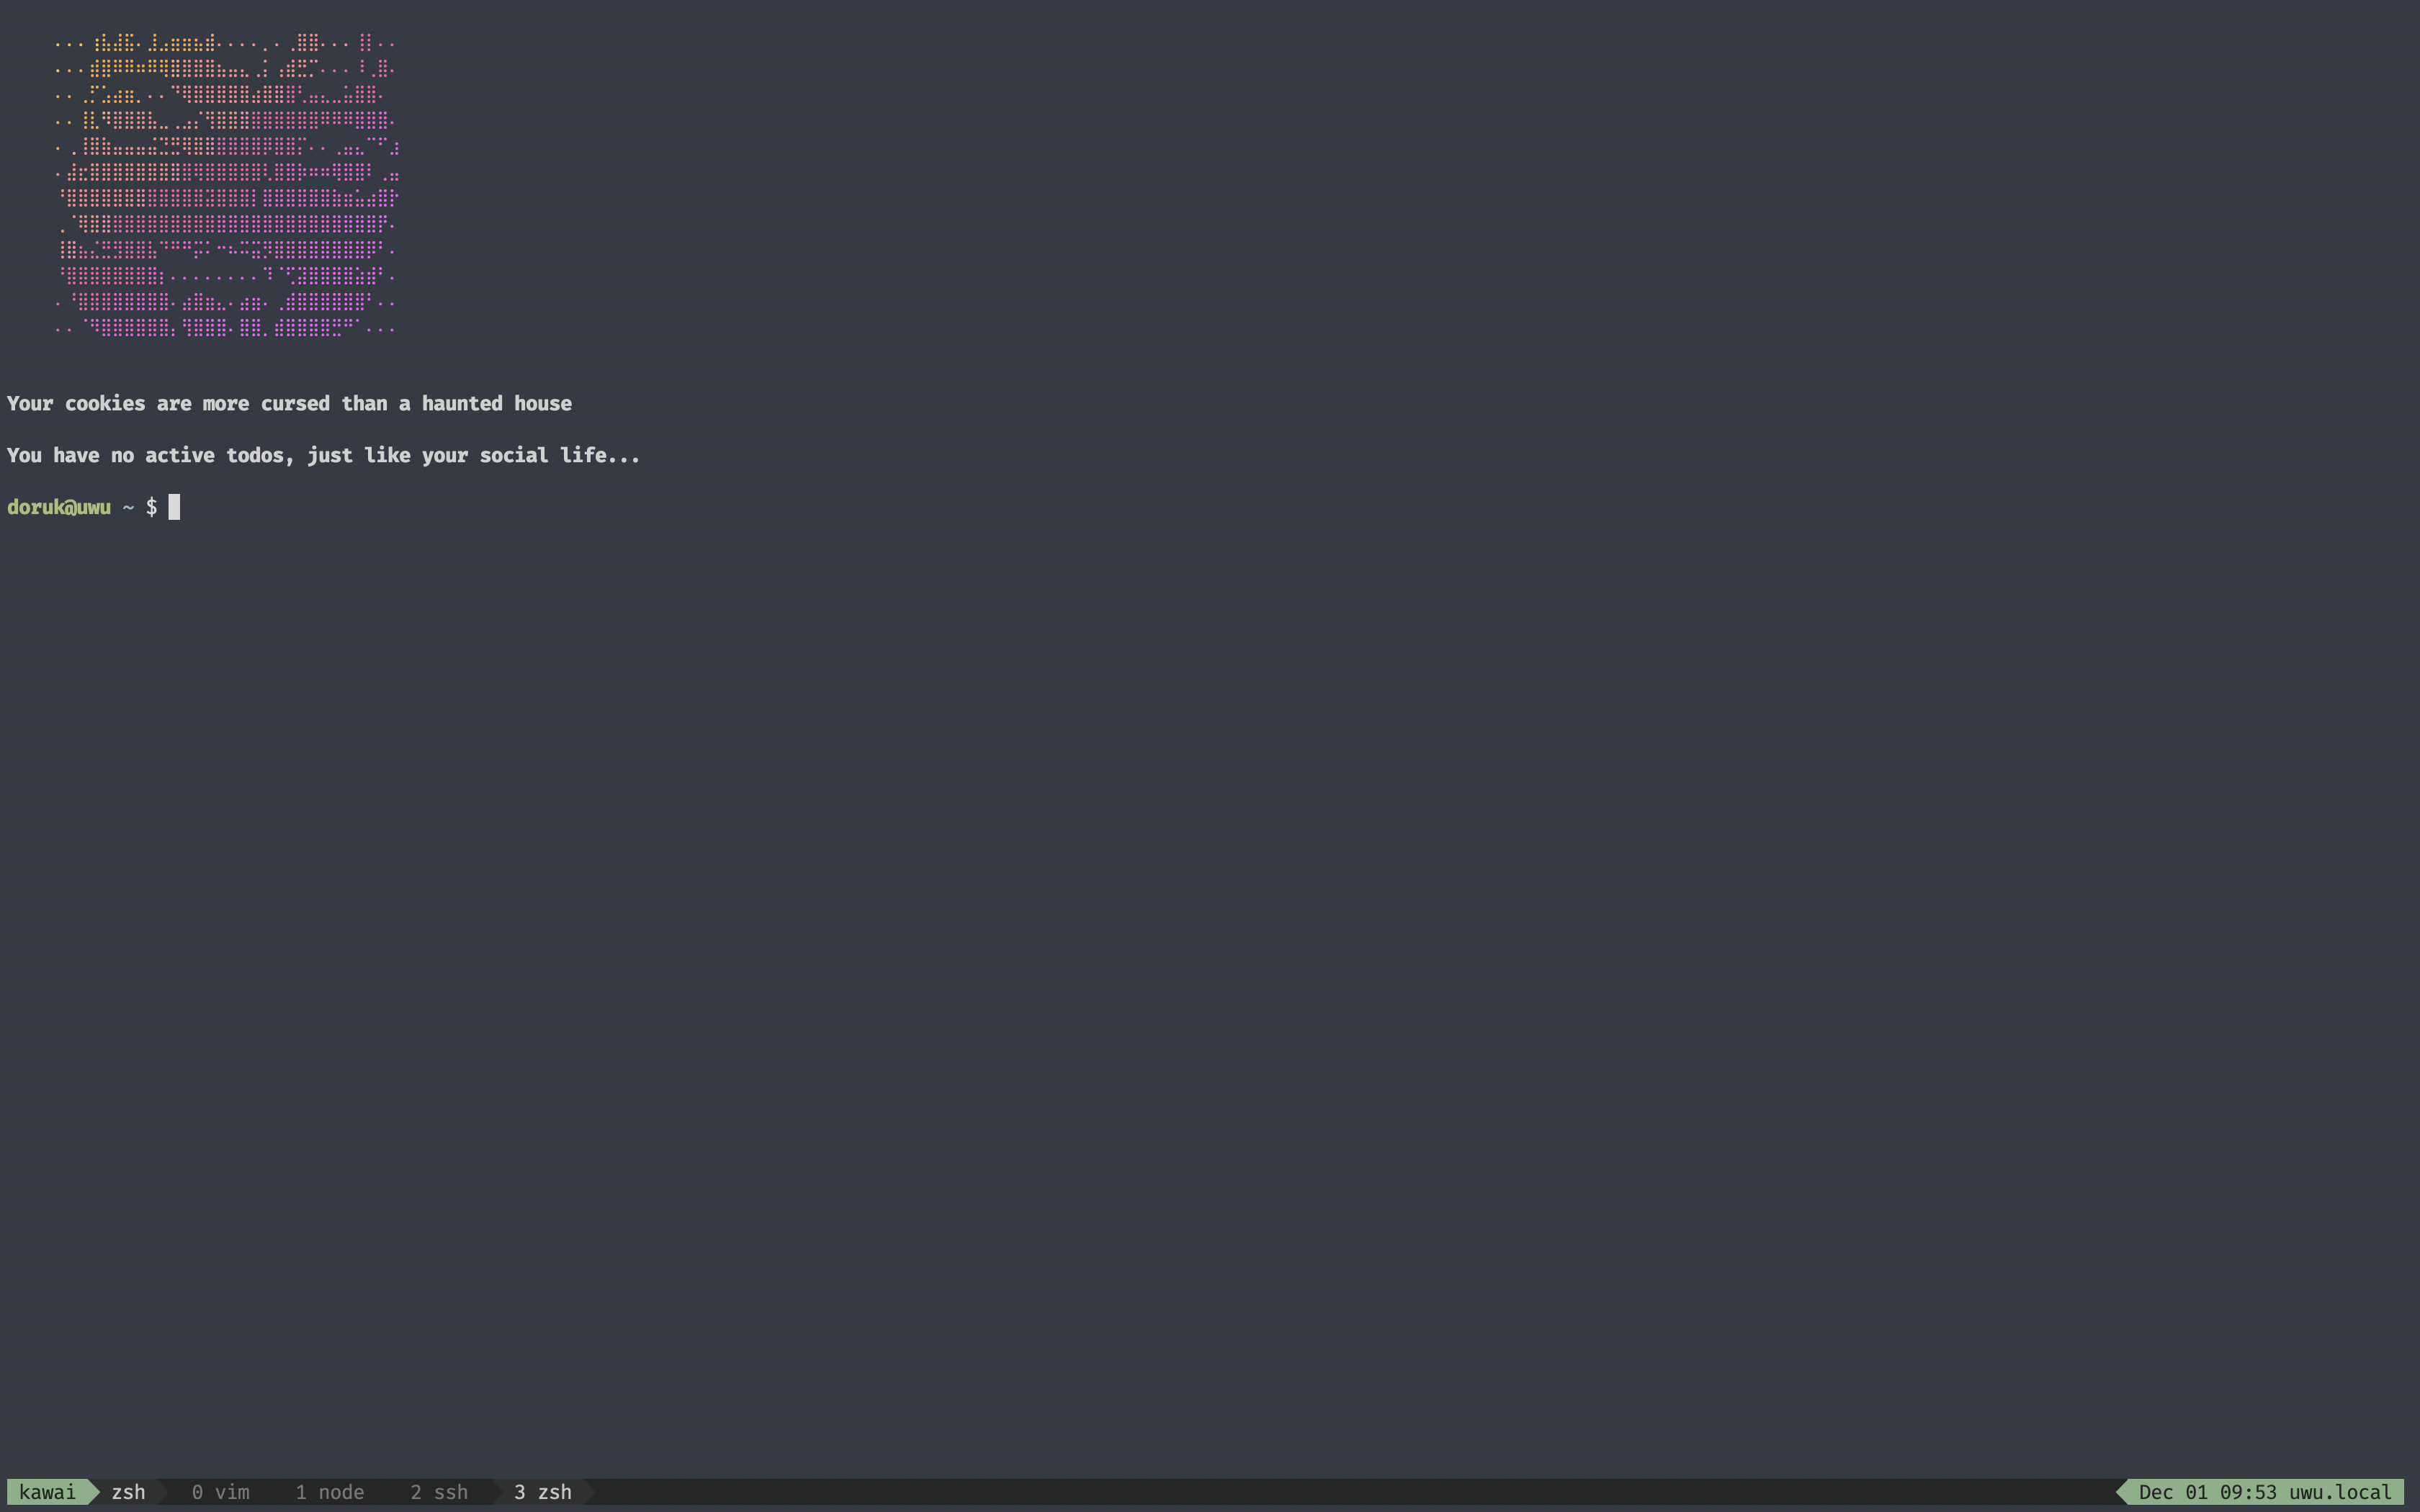 Your cookies are more cursed than a haunted house
You have no active todos, just like your social life...
doruk@uwu ~ $
kawai zsh 0 vim 1 node 2 ssh 3 zsh Dec 01 09:53 uwu.local